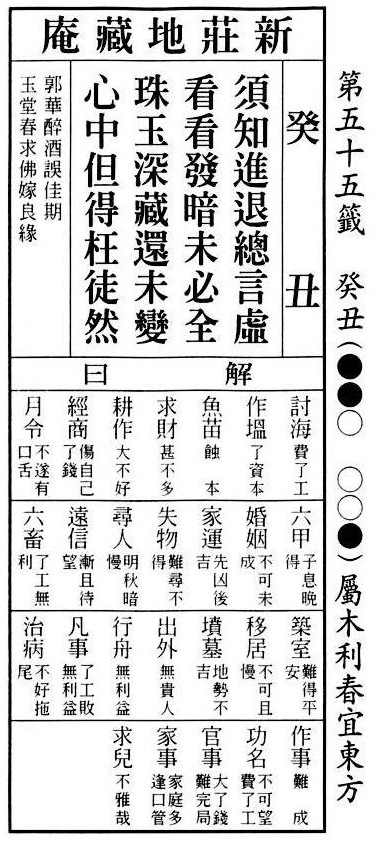 第五十五籤 癸丑(●●○ ○○●)屬木利春宜東方
新莊地藏庵
癸丑
須知進退總言虛
看看發暗未必全
珠玉深藏還未變
心中但得枉徒然
郭華醉酒誤佳期
玉堂春求佛嫁良緣
解曰
討海 費了工
作塭 了資本
魚苗 蝕本
求財 甚不多
耕作 大不好
經商 傷自己了錢
月令 不遂有口舌
六甲 子息晚得
婚姻 不可未成
家運 先凶後吉
失物 難尋不得
尋人 明秋暗慢
遠信 漸且待望
六畜 了工無利
築室 難得平安
移居 不可且慢
墳墓 地勢不吉
出外 無貴人
行舟 無利益
凡事 了工敗無利益
治病 不好拖尾
作事 難成
功名 不可望費了工
官事 大了錢難完局
家事 家庭多逢口管
求兒 不雅哉